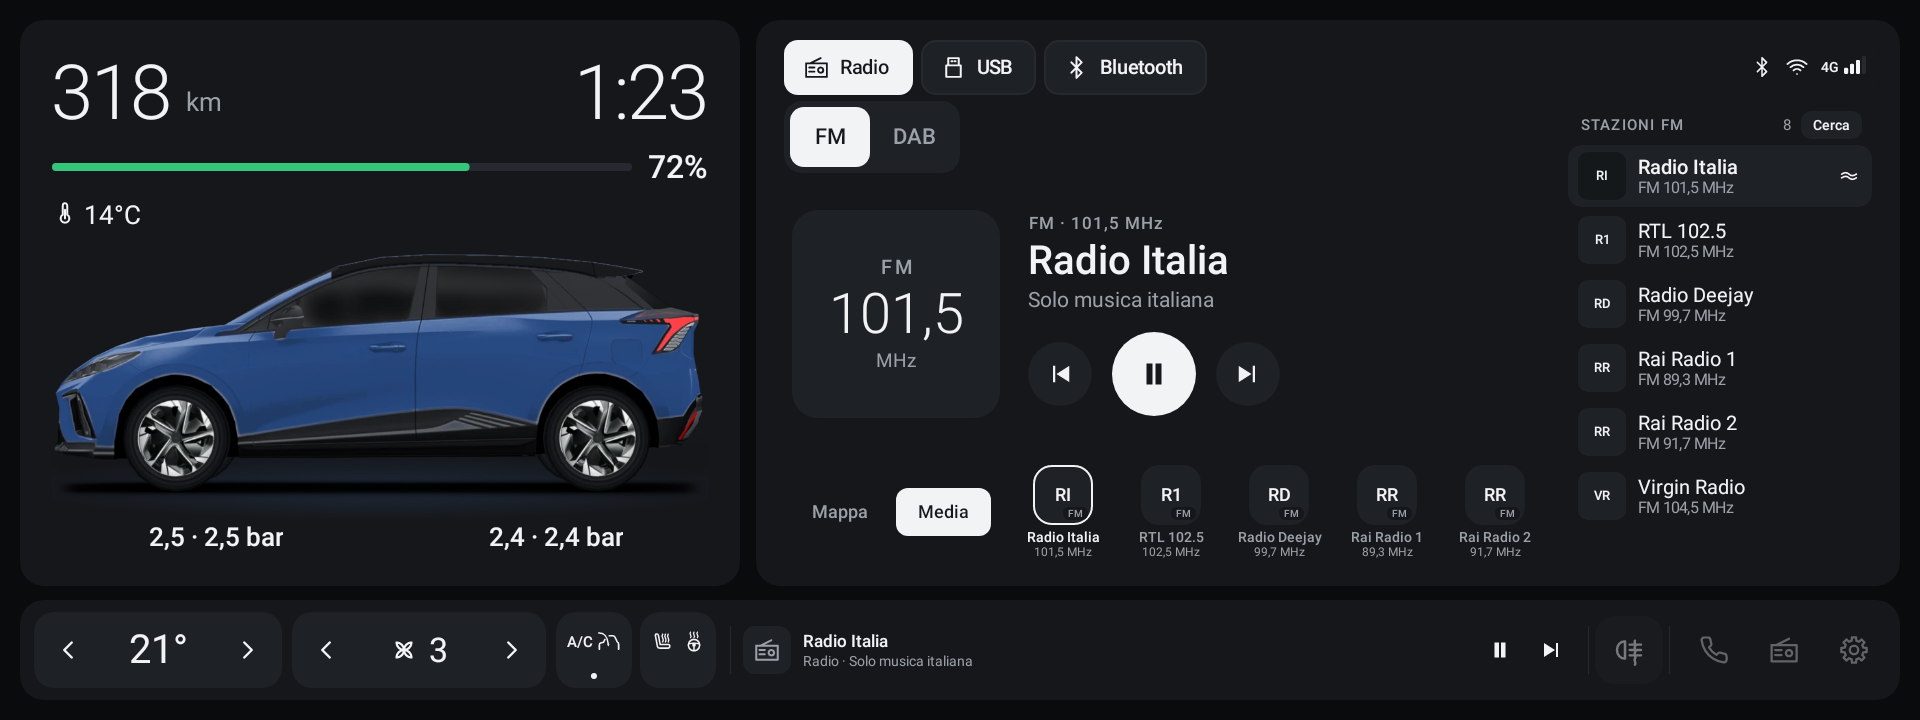 318 km
1:23
72%
14°C
2,5 · 2,5 bar
2,4 · 2,4 bar
Radio
USB
Bluetooth
4G
FM
DAB
FM
101,5
MHz
FM · 101,5 MHz
Radio Italia
Solo musica italiana
Mappa
Media
RI
FM
Radio Italia
101,5 MHz
R1
FM
RTL 102.5
102,5 MHz
RD
FM
Radio Deejay
99,7 MHz
RR
FM
Rai Radio 1
89,3 MHz
RR
FM
Rai Radio 2
91,7 MHz
STAZIONI FM
8
Cerca
RI
Radio Italia
FM 101,5 MHz
R1
RTL 102.5
FM 102,5 MHz
RD
Radio Deejay
FM 99,7 MHz
RR
Rai Radio 1
FM 89,3 MHz
RR
Rai Radio 2
FM 91,7 MHz
VR
Virgin Radio
FM 104,5 MHz
21°
3
A/C
Radio Italia
Radio · Solo musica italiana